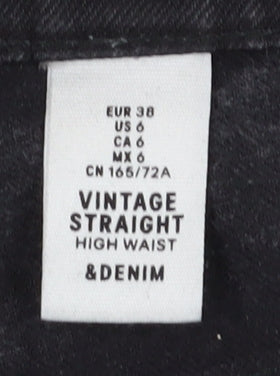 EUR 38
US 6
CA 6
MX 6
CN 165/72A
VINTAGE
STRAIGHT
HIGH WAIST
&DENIM